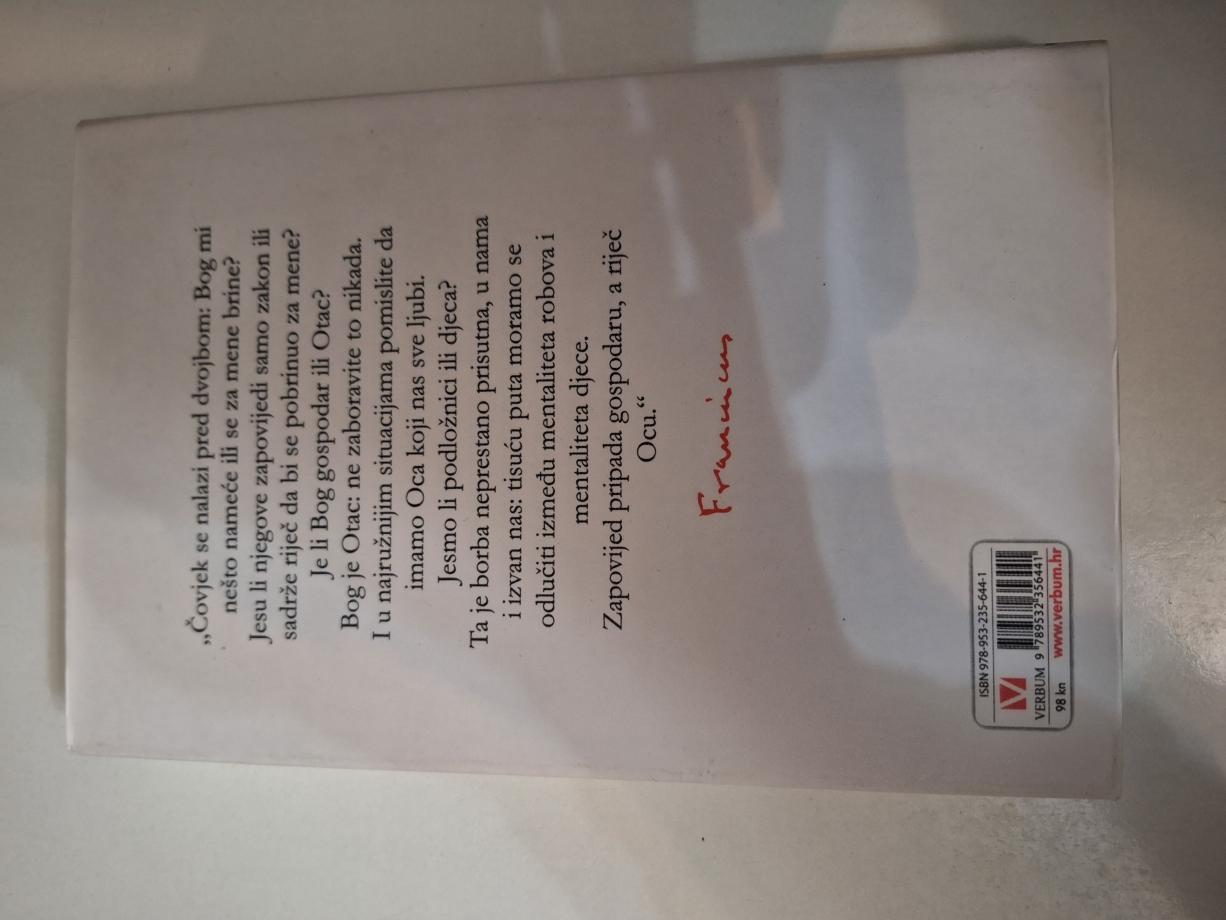 „Čovjek se nalazi pred dvojbom: Bog mi
nešto nameće ili se za mene brine?
Jesu li njegove zapovijedi samo zakon ili
sadrže riječ da bi se pobrinuo za mene?
Je li Bog gospodar ili Otac?
Bog je Otac: ne zaboravite to nikada.
I u najružnijim situacijama pomislite da
imamo Oca koji nas sve ljubi.
Jesmo li podložnici ili djeca?
Ta je borba neprestano prisutna, u nama
i izvan nas: tisuću puta moramo se
odlučiti između mentaliteta robova i
mentaliteta djece.
Zapovijed pripada gospodaru, a riječ
Ocu.“
Franciscus
ISBN 978-953-235-644-1
VERBUM 9 789532 356441
98 kn www.verbum.hr